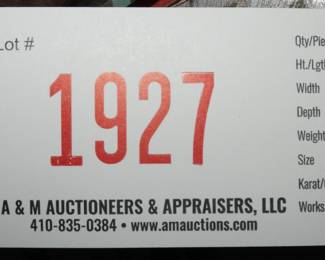 Lot #
1927
A & M AUCTIONEERS & APPRAISERS, LLC
410-835-0384 • www.amauctions.com
Qty/Pie
Ht./Lgt
Width
Depth
Weight
Size
Karat/
Works